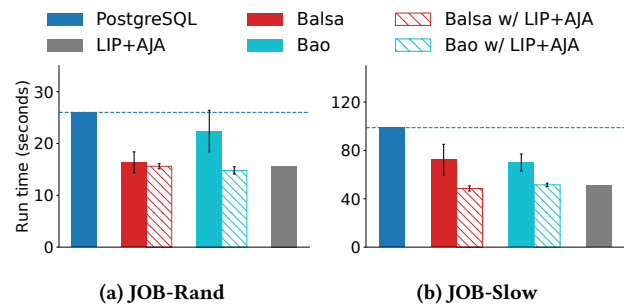 PostgreSQL Balsa Balsa w/ LIP+AJA
LIP+AJA Bao Bao w/ LIP+AJA
Run time (seconds)
30
20
10
0
(a) JOB-Rand
120
80
40
0
(b) JOB-Slow